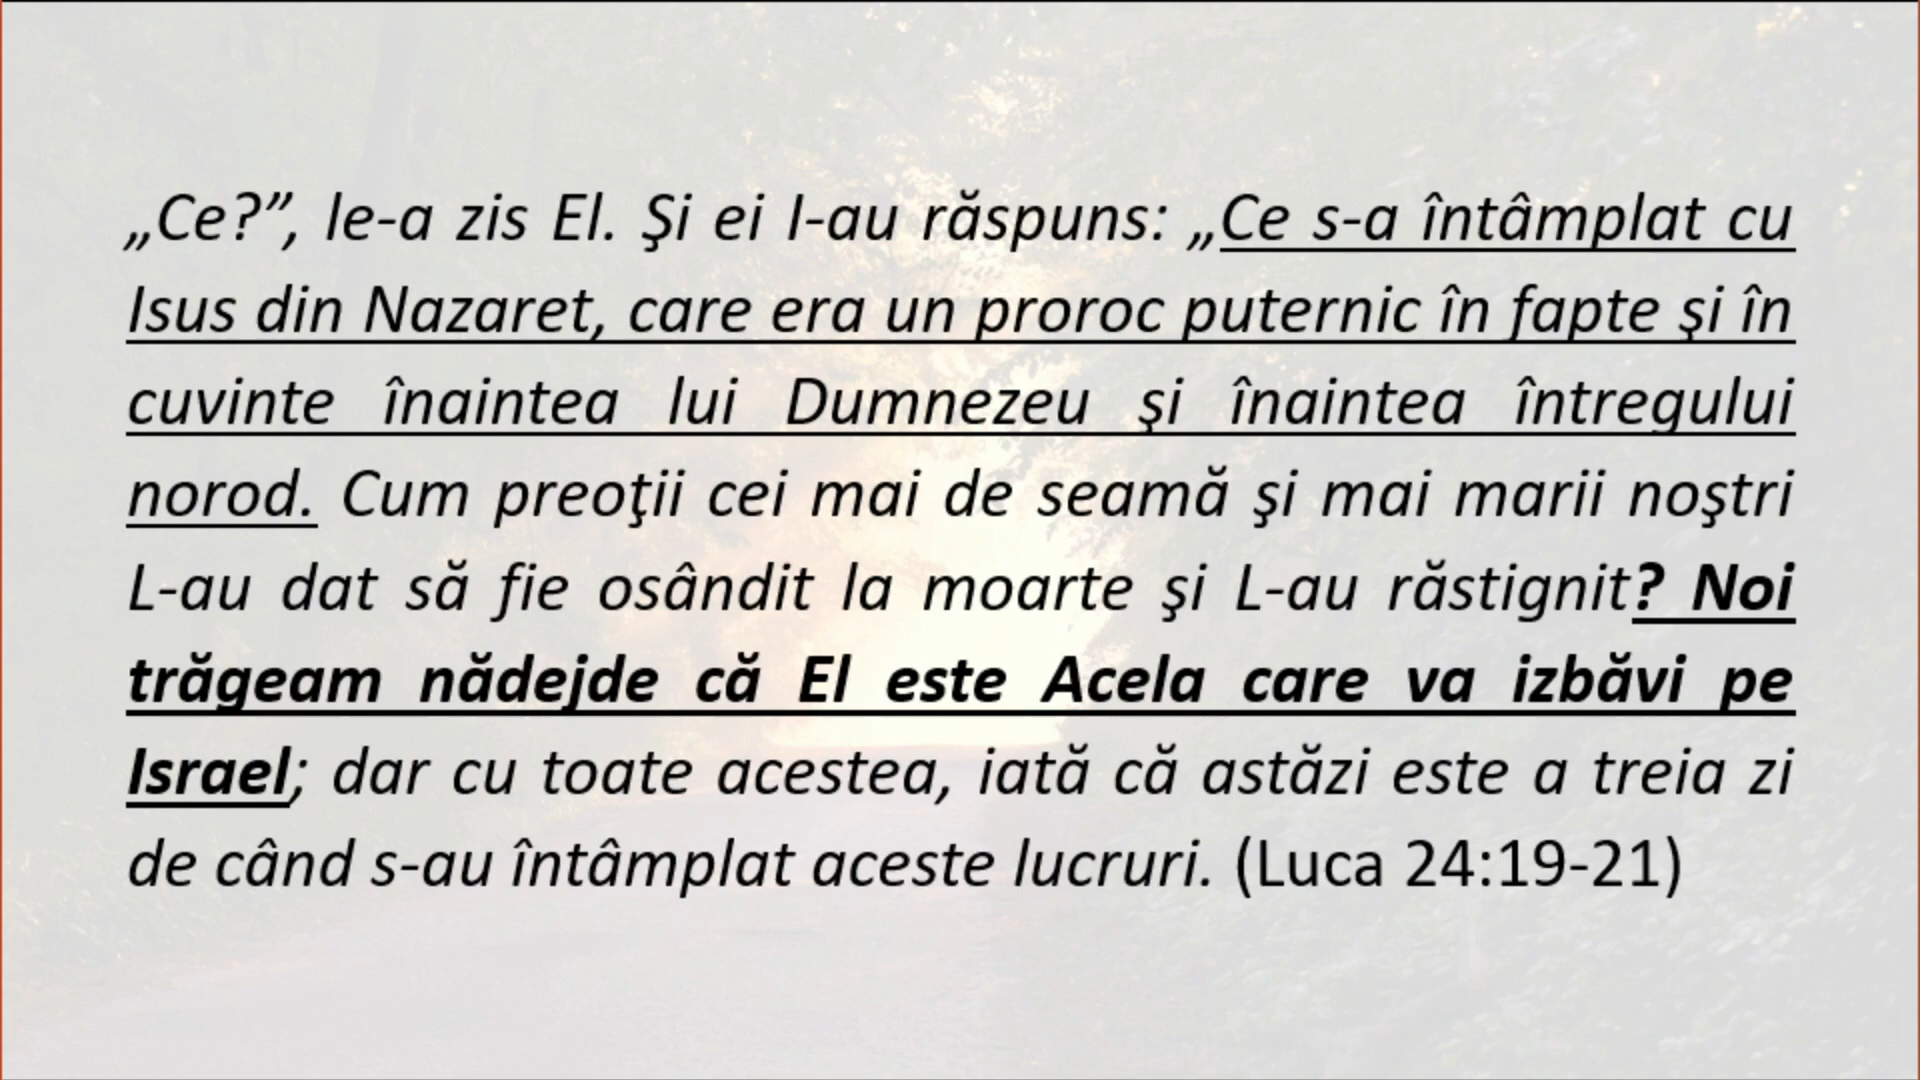 „Ce?”, le-a zis El. Şi ei I-au răspuns: „Ce s-a întâmplat cu
Isus din Nazaret, care era un proroc puternic în fapte şi în
cuvinte înaintea lui Dumnezeu şi înaintea întregului
norod. Cum preoţii cei mai de seamă şi mai marii noştri
L-au dat să fie osândit la moarte şi L-au răstignit? Noi
trăgeam nădejde că El este Acela care va izbăvi pe
Israel; dar cu toate acestea, iată că astăzi este a treia zi
de când s-au întâmplat aceste lucruri. (Luca 24:19-21)